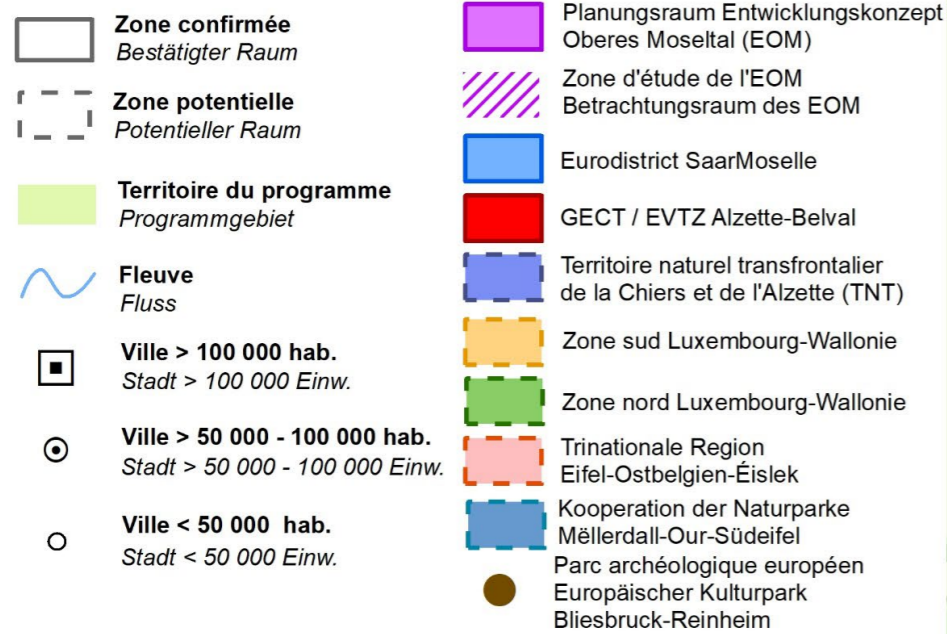 Zone confirmée
Bestätigter Raum
Zone potentielle
Potentieller Raum
Territoire du programme
Programmgebiet
Fleuve
Fluss
Ville > 100 000 hab.
Stadt > 100 000 Einw.
Ville > 50 000 - 100 000 hab.
Stadt > 50 000 - 100 000 Einw.
Ville < 50 000 hab.
Stadt < 50 000 Einw.
Planungsraum Entwicklungskonzept
Oberes Moseltal (EOM)
Zone d'étude de l'EOM
Betrachtungsraum des EOM
Eurodistrict SaarMoselle
GECT / EVTZ Alzette-Belval
Territoire naturel transfrontalier
de la Chiers et de l'Alzette (TNT)
Zone sud Luxembourg-Wallonie
Zone nord Luxembourg-Wallonie
Trinationale Region
Eifel-Ostbelgien-Éislek
Kooperation der Naturparke
Mëllerdall-Our-Südeifel
Parc archéologique européen
Europäischer Kulturpark
Bliesbruck-Reinheim